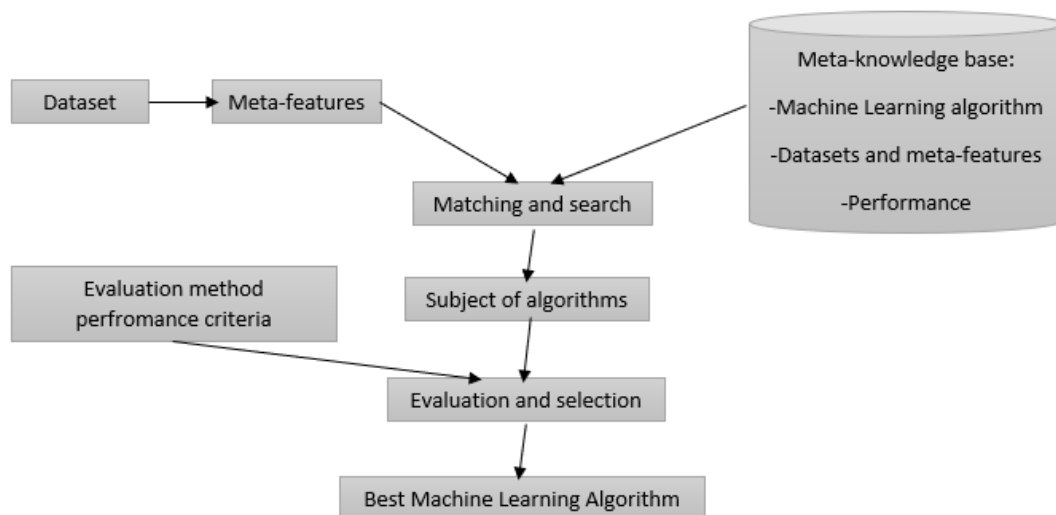 Dataset
Meta-features
Meta-knowledge base:
-Machine Learning algorithm
-Datasets and meta-features
-Performance
Matching and search
Evaluation method
perfromance criteria
Subject of algorithms
Evaluation and selection
Best Machine Learning Algorithm